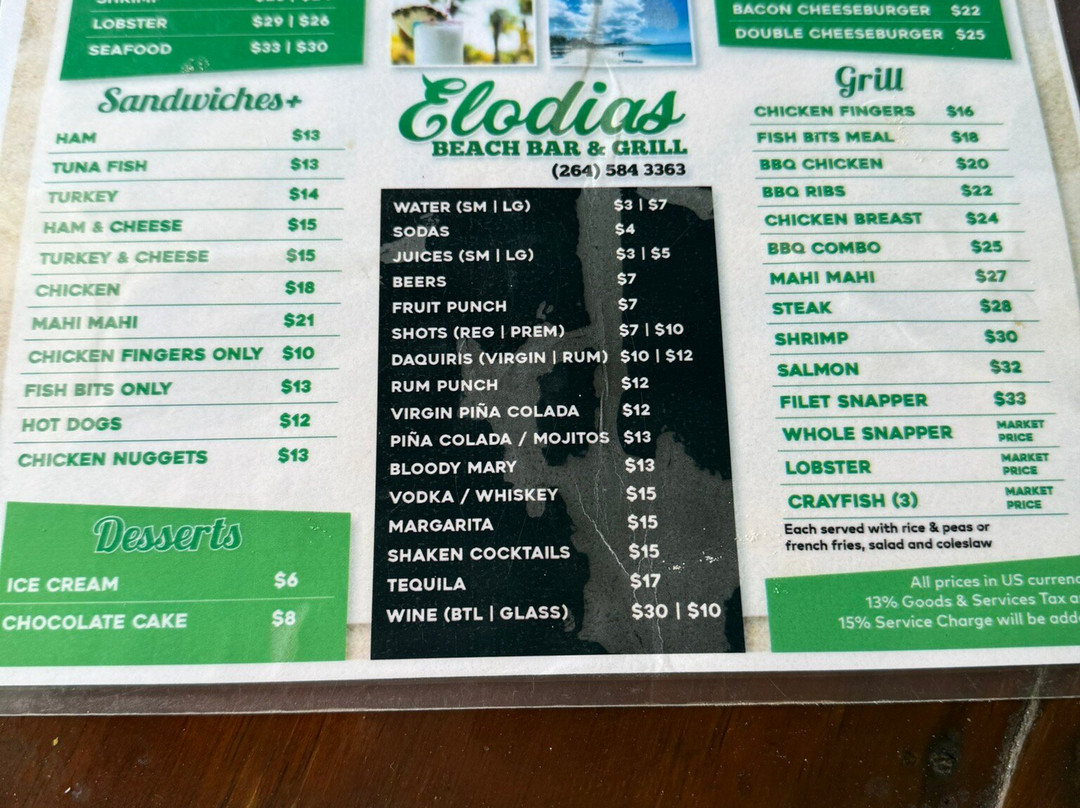 LOBSTER $29 | $26
SEAFOOD $33 | $30
Sandwiches+
HAM $13
TUNA FISH $13
TURKEY $14
HAM & CHEESE $15
TURKEY & CHEESE $15
CHICKEN $18
MAHI MAHI $21
CHICKEN FINGERS ONLY $10
FISH BITS ONLY $13
HOT DOGS $12
CHICKEN NUGGETS $13
Desserts
ICE CREAM $6
CHOCOLATE CAKE $8
Elodias
BEACH BAR & GRILL
(264) 584 3363
WATER (SM | LG) $3 | $7
SODAS $4
JUICES (SM | LG) $3 | $5
BEERS $7
FRUIT PUNCH $7
SHOTS (REG | PREM) $7 | $10
DAQUIRIS (VIRGIN | RUM) $10 | $12
RUM PUNCH $12
VIRGIN PIÑA COLADA $12
PIÑA COLADA / MOJITOS $13
BLOODY MARY $13
VODKA / WHISKEY $15
MARGARITA $15
SHAKEN COCKTAILS $15
TEQUILA $17
WINE (BTL | GLASS) $30 | $10
BACON CHEESEBURGER $22
DOUBLE CHEESEBURGER $25
Grill
CHICKEN FINGERS $16
FISH BITS MEAL $18
BBQ CHICKEN $20
BBQ RIBS $22
CHICKEN BREAST $24
BBQ COMBO $25
MAHI MAHI $27
STEAK $28
SHRIMP $30
SALMON $32
FILET SNAPPER $33
WHOLE SNAPPER MARKET PRICE
LOBSTER MARKET PRICE
CRAYFISH (3) MARKET PRICE
Each served with rice & peas or
french fries, salad and coleslaw
All prices in US
13% Goods & Services Tax
15% Service Charge will be